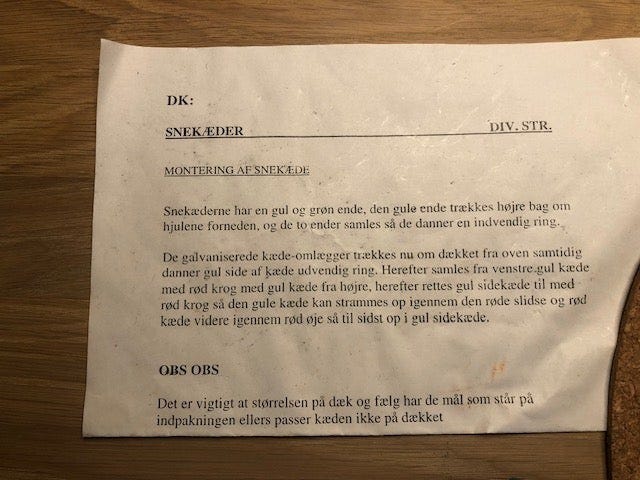 DK:
SNEKÆDER DIV. STR.
MONTERING AF SNEKÆDE
Snekæderne har en gul og grøn ende, den gule ende trækkes højre bag om
hjulene forneden, og de to ender samles så de danner en indvendig ring.
De galvaniserede kæde-omlægger trækkes nu om dækket fra oven samtidig
danner gul side af kæde udvendig ring. Herefter samles fra venstre.gul kæde
med rød krog med gul kæde fra højre, herefter rettes gul sidekæde til med
rød krog så den gule kæde kan strammes op igennem den røde slidse og rød
kæde videre igennem rød øje så til sidst op i gul sidekæde.
OBS OBS
Det er vigtigt at størrelsen på dæk og fælg har de mål som står på
indpakningen ellers passer kæden ikke på dækket